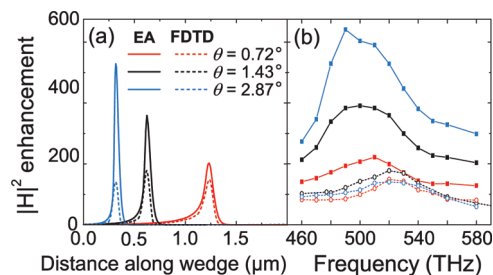 (a) EA FDTD (b)
θ = 0.72°
θ = 1.43°
θ = 2.87°
|H|² enhancement
600
400
200
0
0.0 0.5 1.0 1.5
460 500 540 580
Distance along wedge (μm)
Frequency (THz)